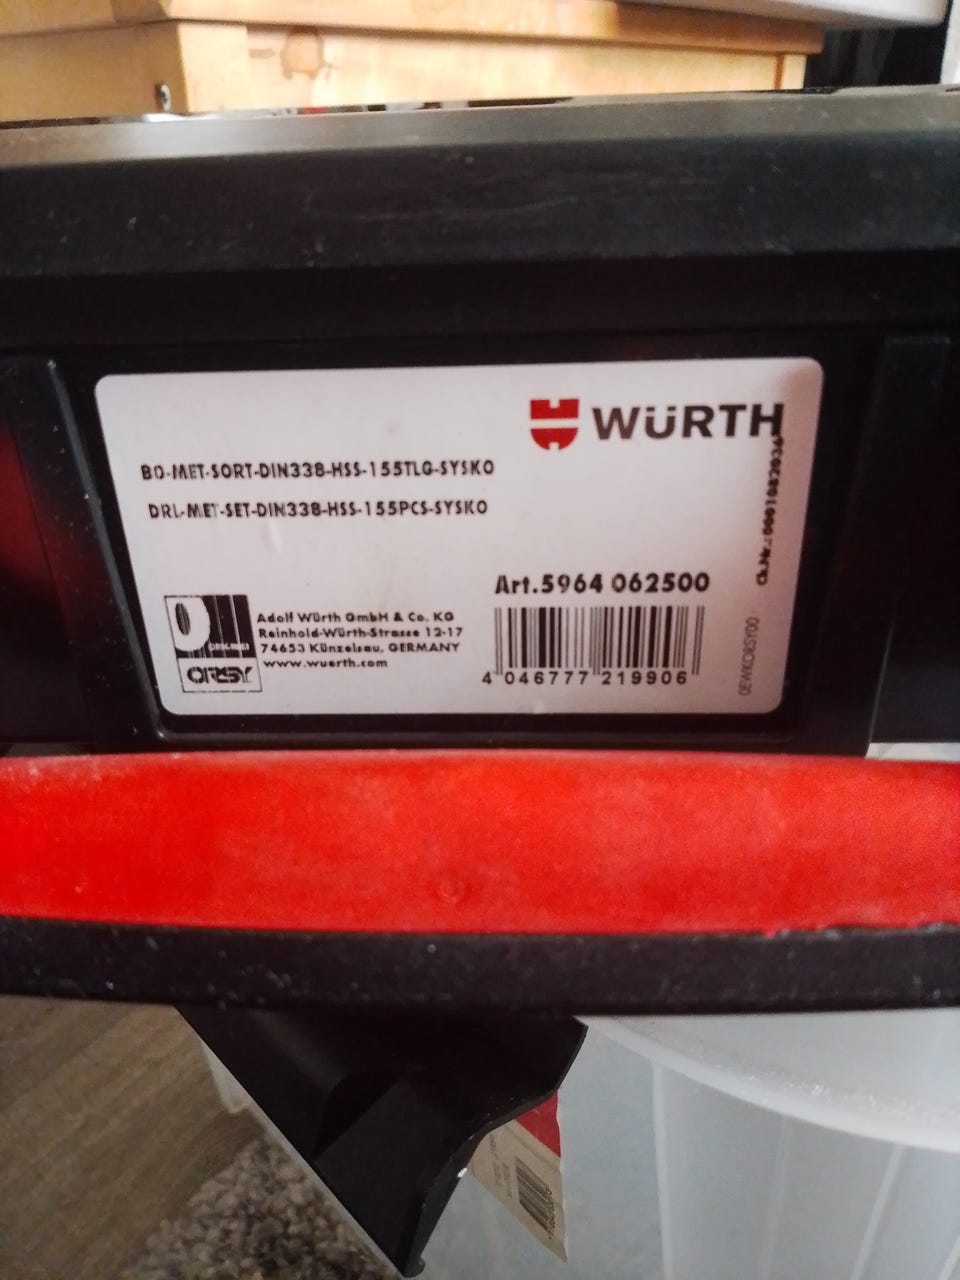 WÜRTH
BO-MET-SORT-DIN338-HSS-155TLG-SYSKO
DRL-MET-SET-DIN338-HSS-155PCS-SYSKO
Art.5964 062500
Adolf Würth GmbH & Co. KG
Reinhold-Würth-Strasse 12-17
74653 Künzelsau, GERMANY
www.wuerth.com
ORSY
4 046777 219906